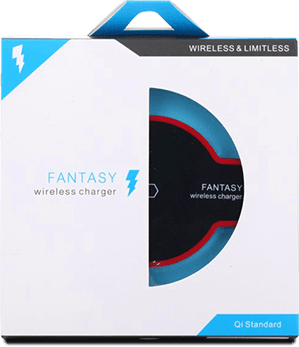 WIRELESS & LIMITLESS
FANTASY
wireless charger
FANTASY
wireless charger
Qi Standard